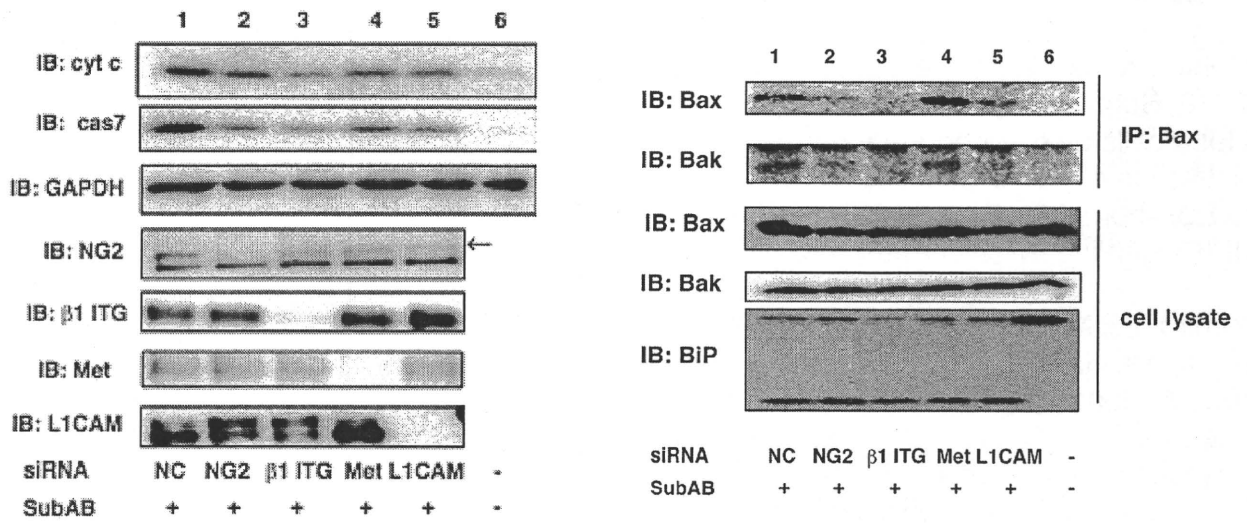 1 2 3 4 5 6
IB: cyt c
IB: cas7
IB: GAPDH
IB: NG2 ←
IB: β1 ITG
IB: Met
IB: L1CAM
siRNA NC NG2 β1 ITG Met L1CAM -
SubAB + + + + + -
1 2 3 4 5 6
IB: Bax
IB: Bak
IP: Bax
IB: Bax
IB: Bak
IB: BiP
cell lysate
siRNA NC NG2 β1 ITG Met L1CAM -
SubAB + + + + + -